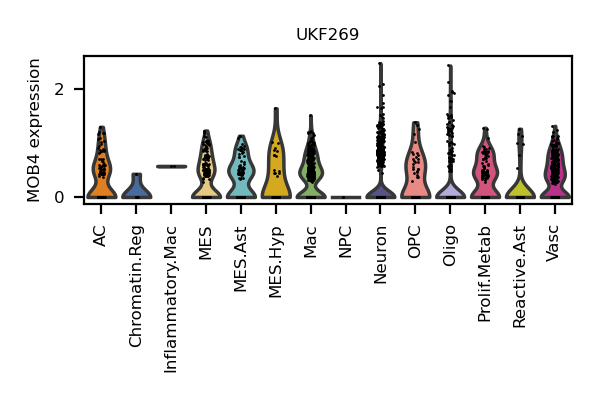 UKF269
MOB4 expression
2
0
AC
Chromatin.Reg
Inflammatory.Mac
MES
MES.Ast
MES.Hyp
Mac
NPC
Neuron
OPC
Oligo
Prolif.Metab
Reactive.Ast
Vasc